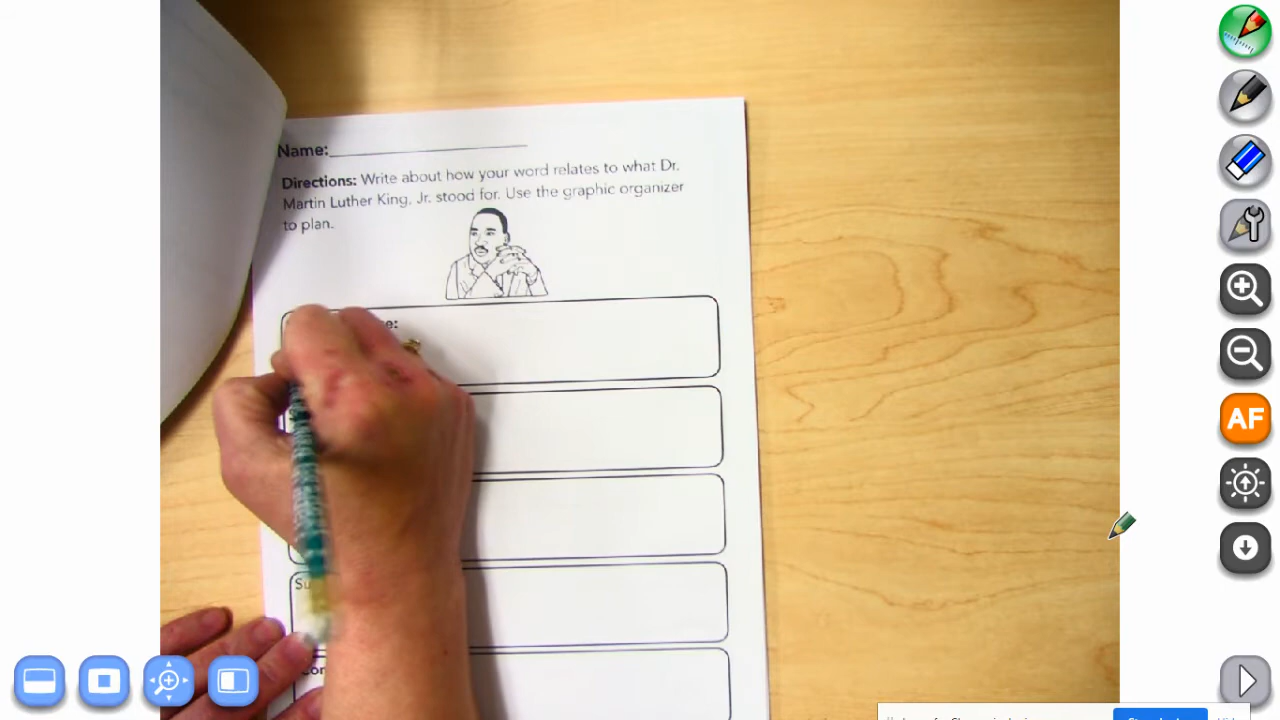 Name:
Directions: Write about how your word relates to what Dr.
Martin Luther King, Jr. stood for. Use the graphic organizer
to plan.
AF